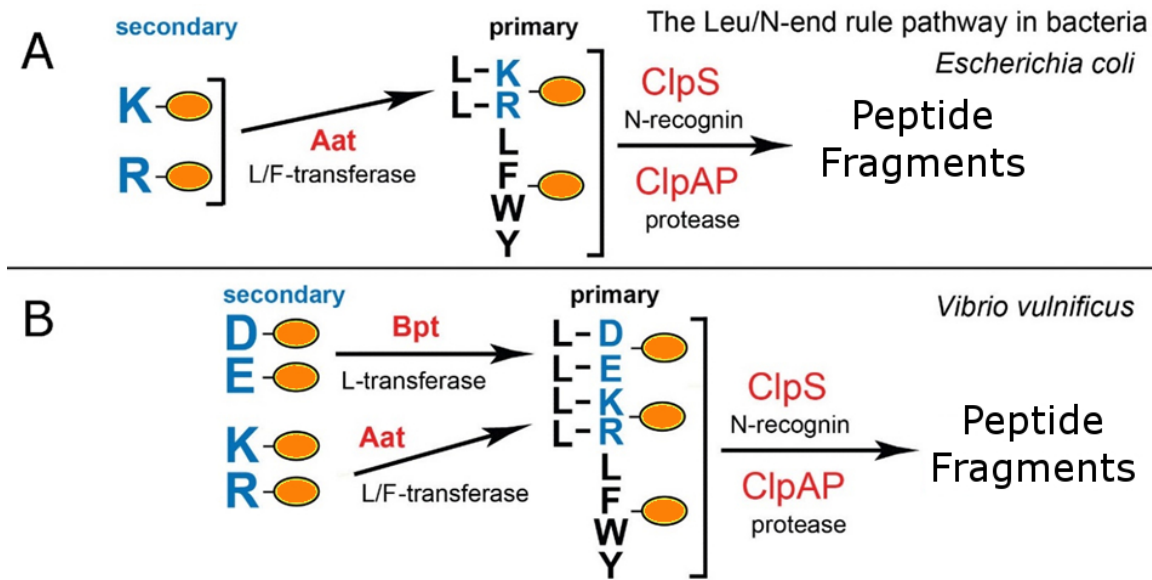 A
secondary
primary
The Leu/N-end rule pathway in bacteria
Escherichia coli
K
R
Aat
L/F-transferase
L-K
L-R
L
F
W
Y
ClpS
N-recognin
ClpAP
protease
Peptide
Fragments
B
secondary
primary
Vibrio vulnificus
D
E
Bpt
L-transferase
K
R
Aat
L/F-transferase
L-D
L-E
L-K
L-R
L
F
W
Y
ClpS
N-recognin
ClpAP
protease
Peptide
Fragments